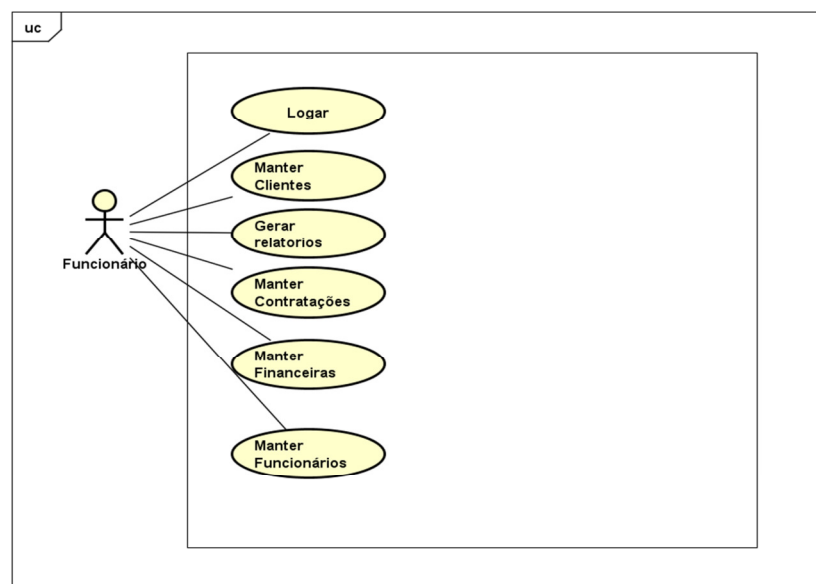 uc
Logar
Manter
Clientes
Gerar
relatorios
Funcionário
Manter
Contratações
Manter
Financeiras
Manter
Funcionários